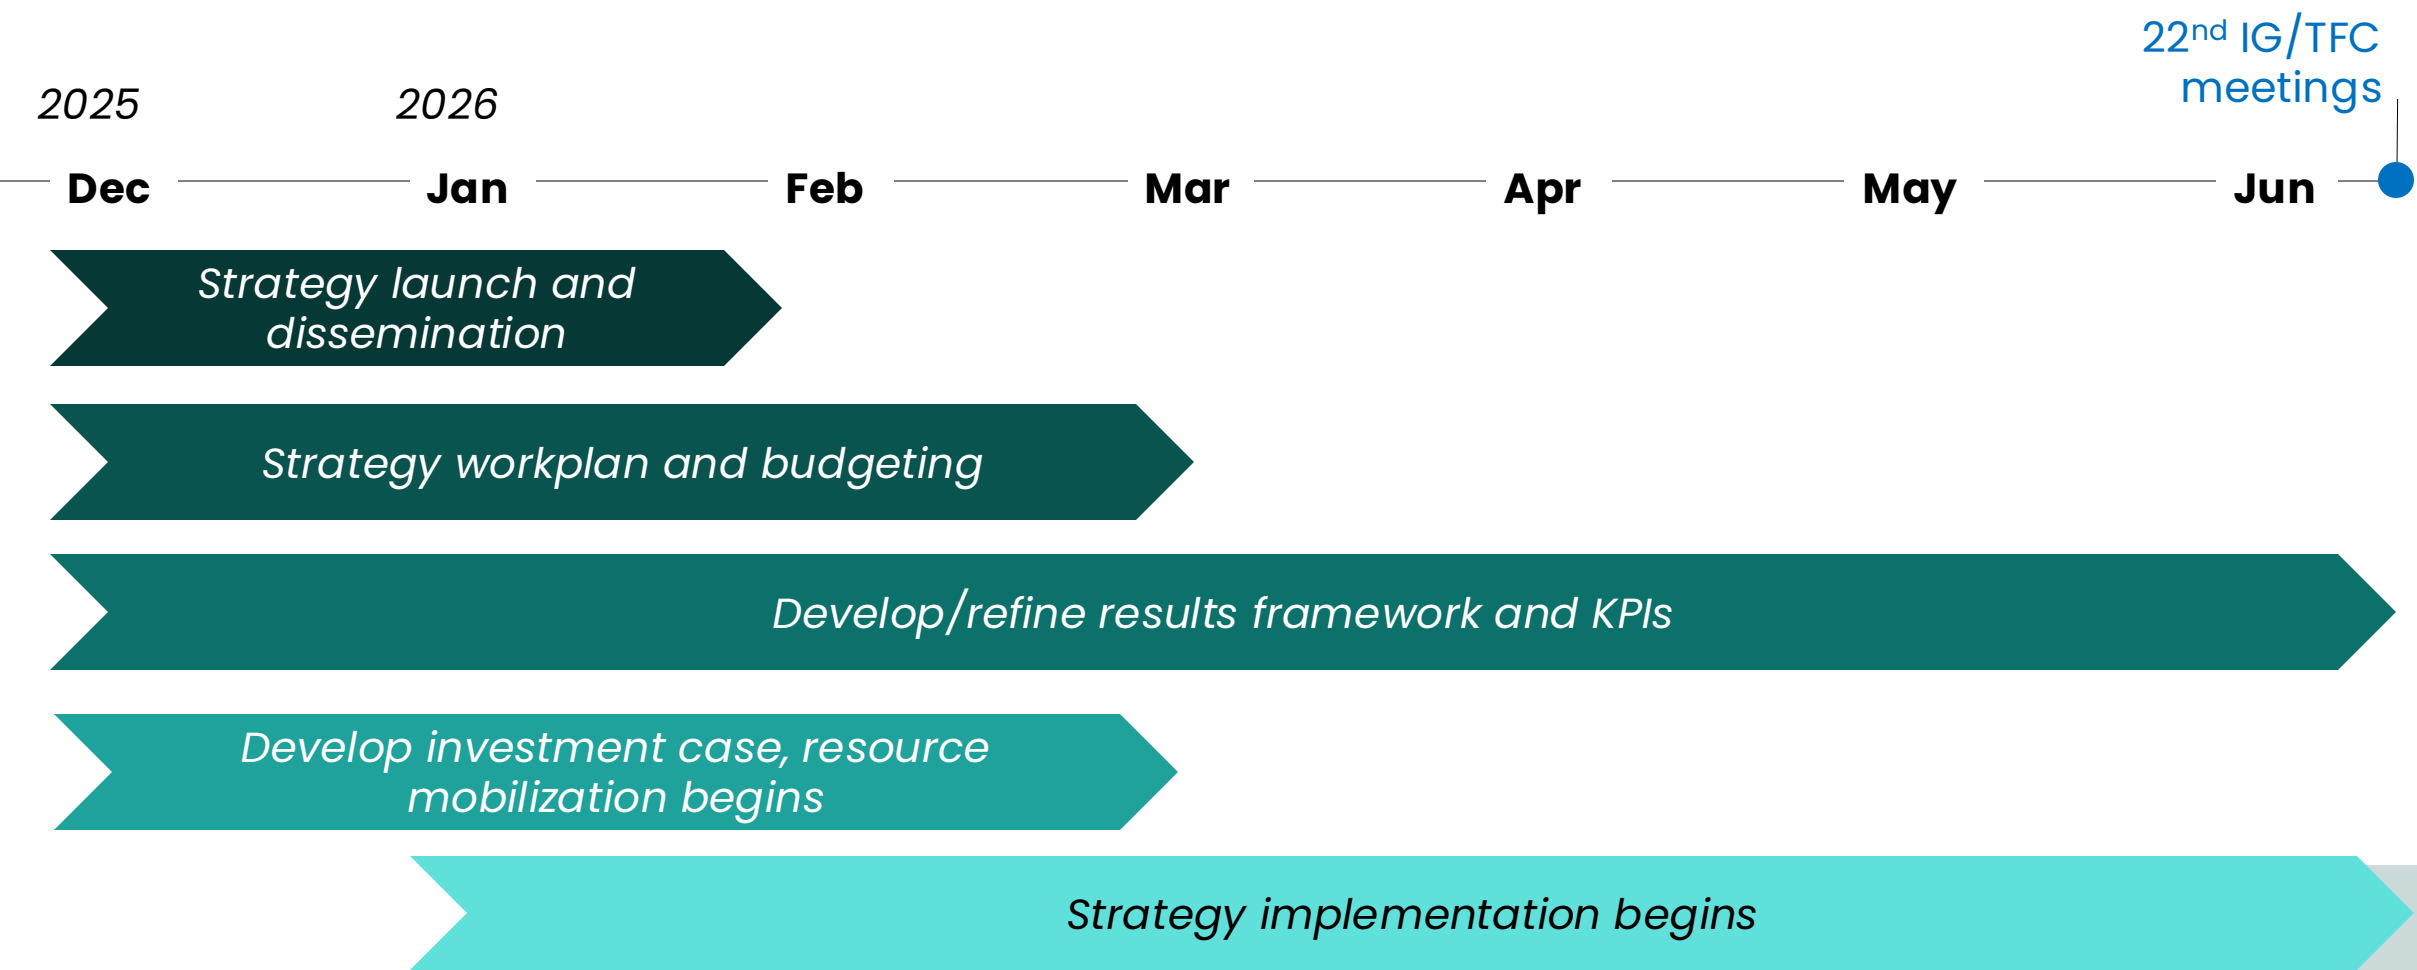 22nd IG/TFC
meetings
2025 2026
Dec Jan Feb Mar Apr May Jun
Strategy launch and
dissemination
Strategy workplan and budgeting
Develop/refine results framework and KPIs
Develop investment case, resource
mobilization begins
Strategy implementation begins